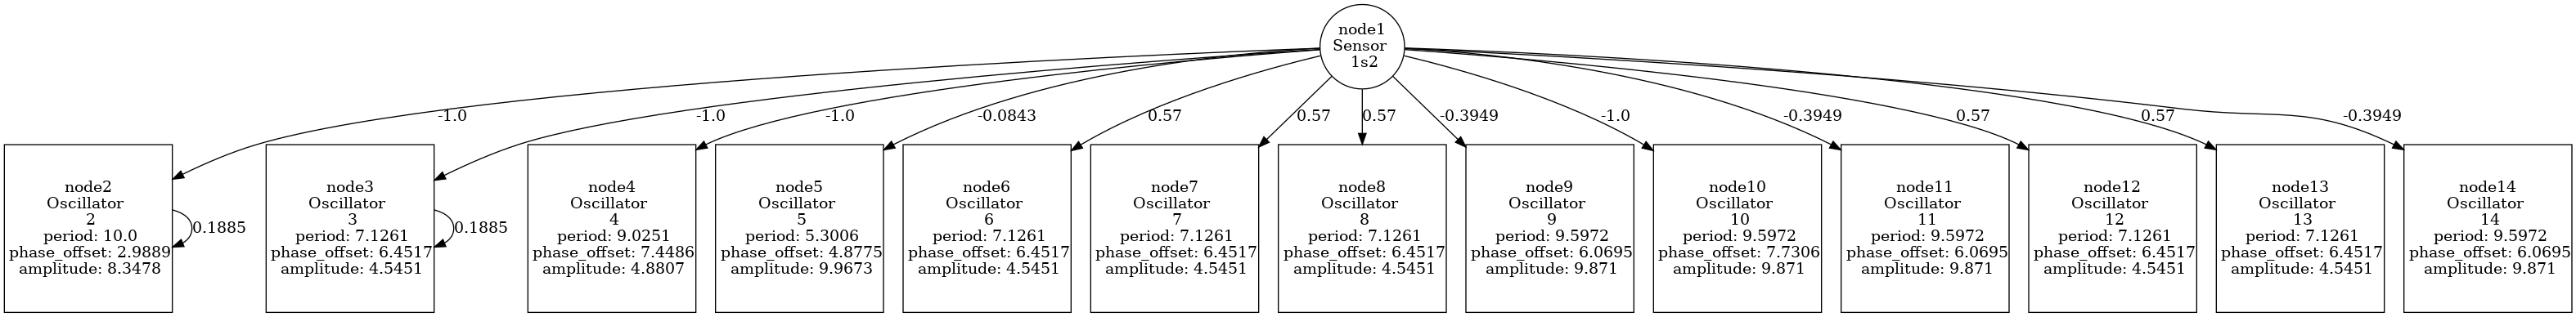 node1
Sensor
1s2
-1.0
-1.0
-1.0
-0.0843
0.57
0.57
0.57
-0.3949
-1.0
-0.3949
0.57
0.57
-0.3949
node2
Oscillator
2
period: 10.0
phase_offset: 2.9889
amplitude: 8.3478
0.1885
node3
Oscillator
3
period: 7.1261
phase_offset: 6.4517
amplitude: 4.5451
0.1885
node4
Oscillator
4
period: 9.0251
phase_offset: 7.4486
amplitude: 4.8807
node5
Oscillator
5
period: 5.3006
phase_offset: 4.8775
amplitude: 9.9673
node6
Oscillator
6
period: 7.1261
phase_offset: 6.4517
amplitude: 4.5451
node7
Oscillator
7
period: 7.1261
phase_offset: 6.4517
amplitude: 4.5451
node8
Oscillator
8
period: 7.1261
phase_offset: 6.4517
amplitude: 4.5451
node9
Oscillator
9
period: 9.5972
phase_offset: 6.0695
amplitude: 9.871
node10
Oscillator
10
period: 9.5972
phase_offset: 7.7306
amplitude: 9.871
node11
Oscillator
11
period: 9.5972
phase_offset: 6.0695
amplitude: 9.871
node12
Oscillator
12
period: 7.1261
phase_offset: 6.4517
amplitude: 4.5451
node13
Oscillator
13
period: 7.1261
phase_offset: 6.4517
amplitude: 4.5451
node14
Oscillator
14
period: 9.5972
phase_offset: 6.0695
amplitude: 9.871